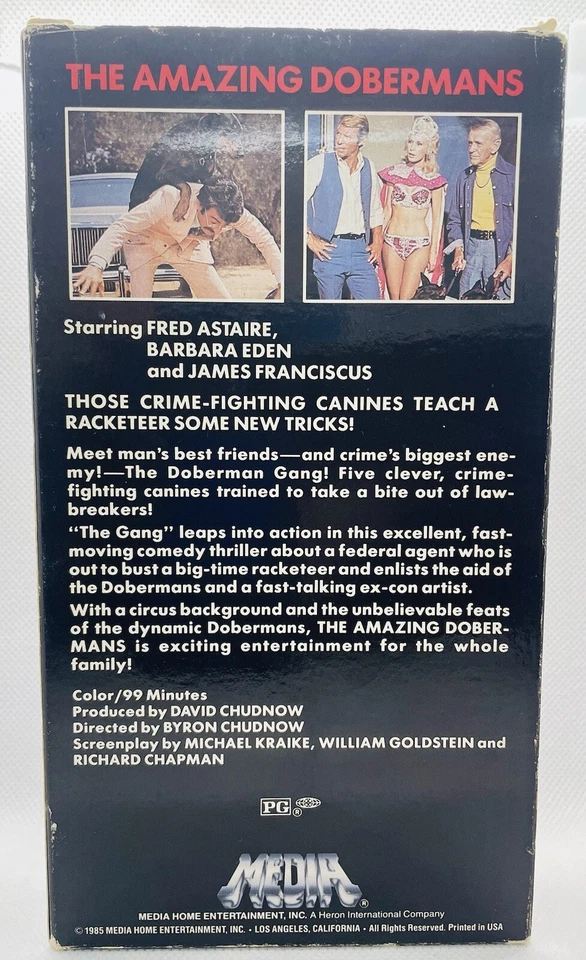 THE AMAZING DOBERMANS
Starring FRED ASTAIRE,
BARBARA EDEN
and JAMES FRANCISCUS
THOSE CRIME-FIGHTING CANINES TEACH A
RACKETEER SOME NEW TRICKS!
Meet man's best friends—and crime's biggest ene-
my!—The Doberman Gang! Five clever, crime-
fighting canines trained to take a bite out of law-
breakers!
"The Gang" leaps into action in this excellent, fast-
moving comedy thriller about a federal agent who is
out to bust a big-time racketeer and enlists the aid of
the Dobermans and a fast-talking ex-con artist.
With a circus background and the unbelievable feats
of the dynamic Dobermans, THE AMAZING DOBER-
MANS is exciting entertainment for the whole
family!
Color/99 Minutes
Produced by DAVID CHUDNOW
Directed by BYRON CHUDNOW
Screenplay by MICHAEL KRAIKE, WILLIAM GOLDSTEIN and
RICHARD CHAPMAN
PG ®
MEDIA ®
MEDIA HOME ENTERTAINMENT, INC. A Heron International Company
© 1985 MEDIA HOME ENTERTAINMENT, INC. • LOS ANGELES, CALIFORNIA • All Rights Reserved. Printed in USA